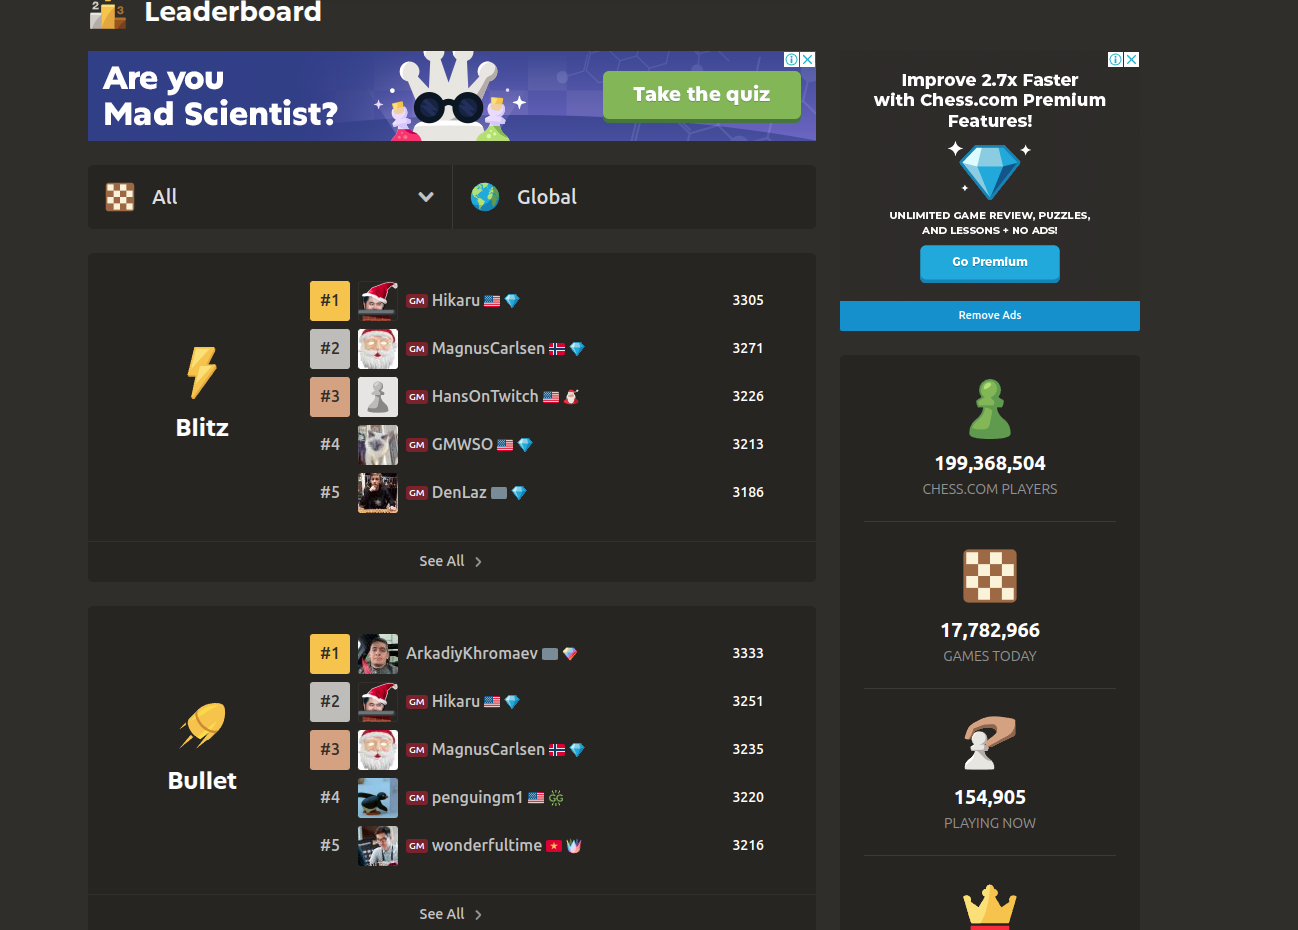 2 3
Leaderboard
Are you
Mad Scientist?
Take the quiz
All
Global
Blitz
#1 GM Hikaru 3305
#2 GM MagnusCarlsen 3271
#3 GM HansOnTwitch 3226
#4 GM GMWSO 3213
#5 GM DenLaz 3186
See All
Bullet
#1 ArkadiyKhromaev 3333
#2 GM Hikaru 3251
#3 GM MagnusCarlsen 3235
#4 GM penguingm1 GG 3220
#5 GM wonderfultime 3216
See All
Improve 2.7x Faster
with Chess.com Premium
Features!
UNLIMITED GAME REVIEW, PUZZLES,
AND LESSONS + NO ADS!
Go Premium
Remove Ads
199,368,504
CHESS.COM PLAYERS
17,782,966
GAMES TODAY
154,905
PLAYING NOW